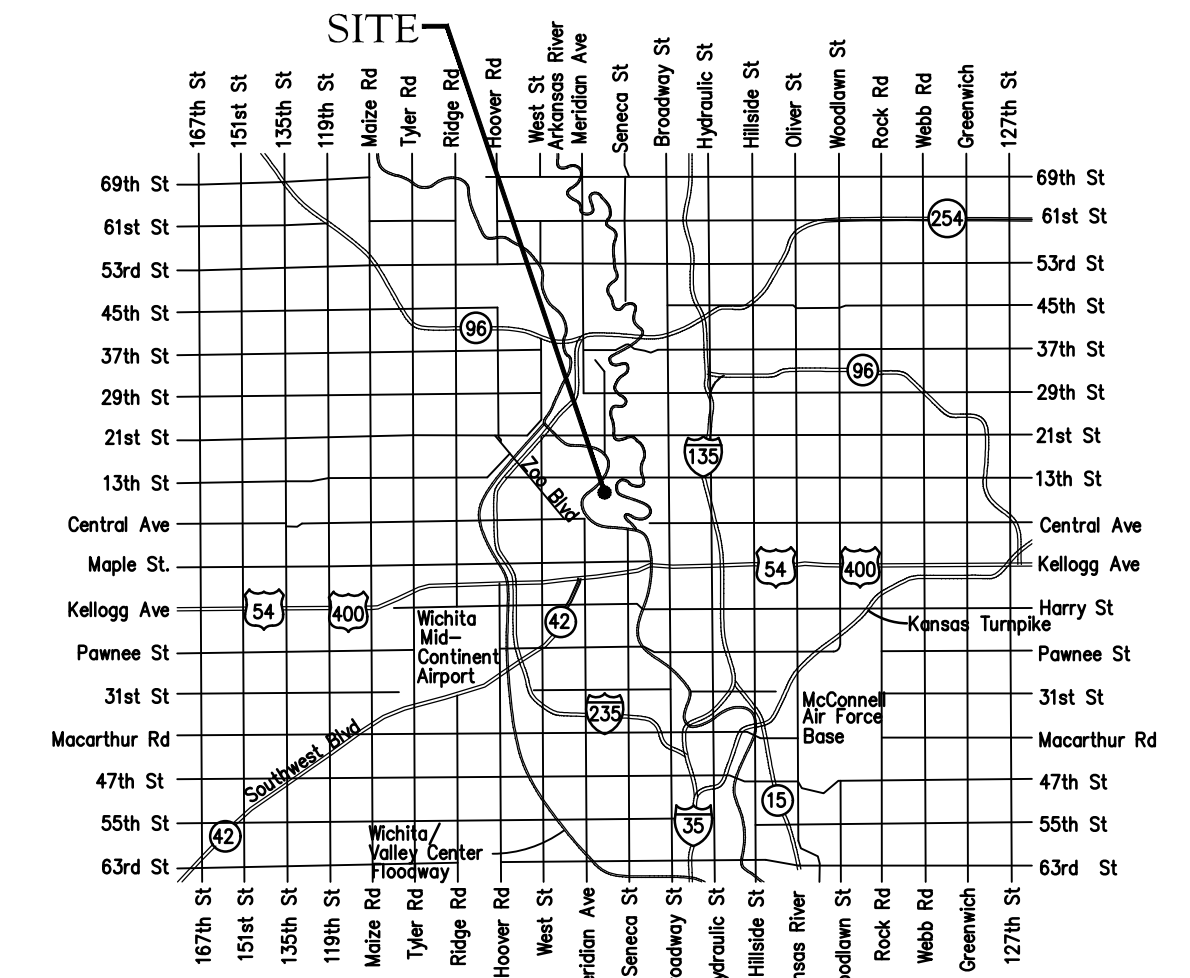 SITE
167th St
151st St
135th St
119th St
Maize Rd
Tyler Rd
Ridge Rd
Hoover Rd
West St
Arkansas River
Meridian Ave
Seneca St
Broadway St
Hydraulic St
Hillside St
Oliver St
Woodlawn St
Rock Rd
Webb Rd
Greenwich
127th St
69th St
69th St
61st St
254
61st St
53rd St
53rd St
45th St
45th St
96
37th St
37th St
96
29th St
29th St
21st St
21st St
135
13th St
13th St
Zoo Blvd
Central Ave
Central Ave
Maple St.
54
400
Kellogg Ave
Kellogg Ave
54
400
Harry St
Wichita
Mid–
Continent
Airport
42
Kansas Turnpike
Pawnee St
Pawnee St
31st St
31st St
235
McConnell
Air Force
Base
Macarthur Rd
Macarthur Rd
Southwest Blvd
47th St
47th St
15
55th St
42
35
55th St
Wichita/
Valley Center
Floodway
63rd St
63rd St
167th St
151st St
135th St
119th St
Maize Rd
Tyler Rd
Ridge Rd
Hoover Rd
West St
eridian Ave
Seneca St
oadway St
ydraulic St
Hillside St
nsas River
odlawn St
Rock Rd
Webb Rd
Greenwich
127th St